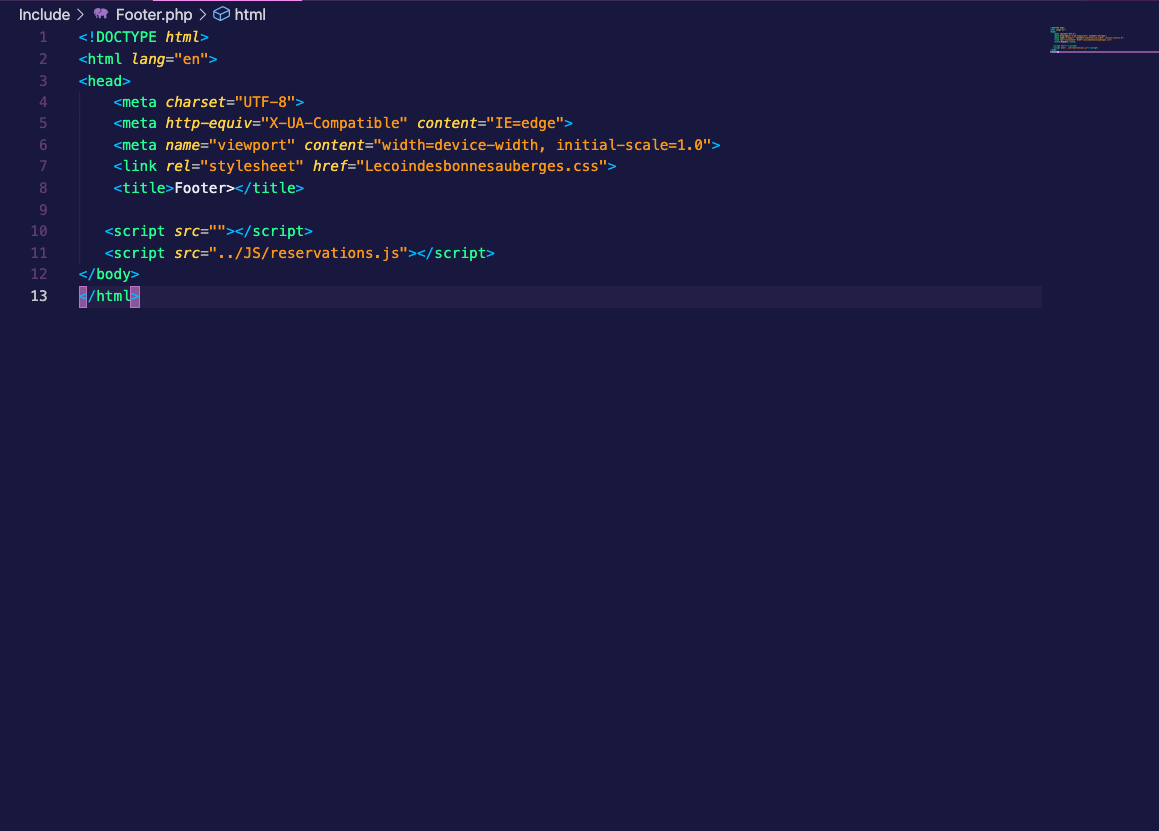 Include > Footer.php > html
1 <!DOCTYPE html>
2 <html lang="en">
3 <head>
4     <meta charset="UTF-8">
5     <meta http-equiv="X-UA-Compatible" content="IE=edge">
6     <meta name="viewport" content="width=device-width, initial-scale=1.0">
7     <link rel="stylesheet" href="Lecoindesbonnesauberges.css">
8     <title>Footer></title>
9
10    <script src=""></script>
11    <script src="../JS/reservations.js"></script>
12 </body>
13 </html>